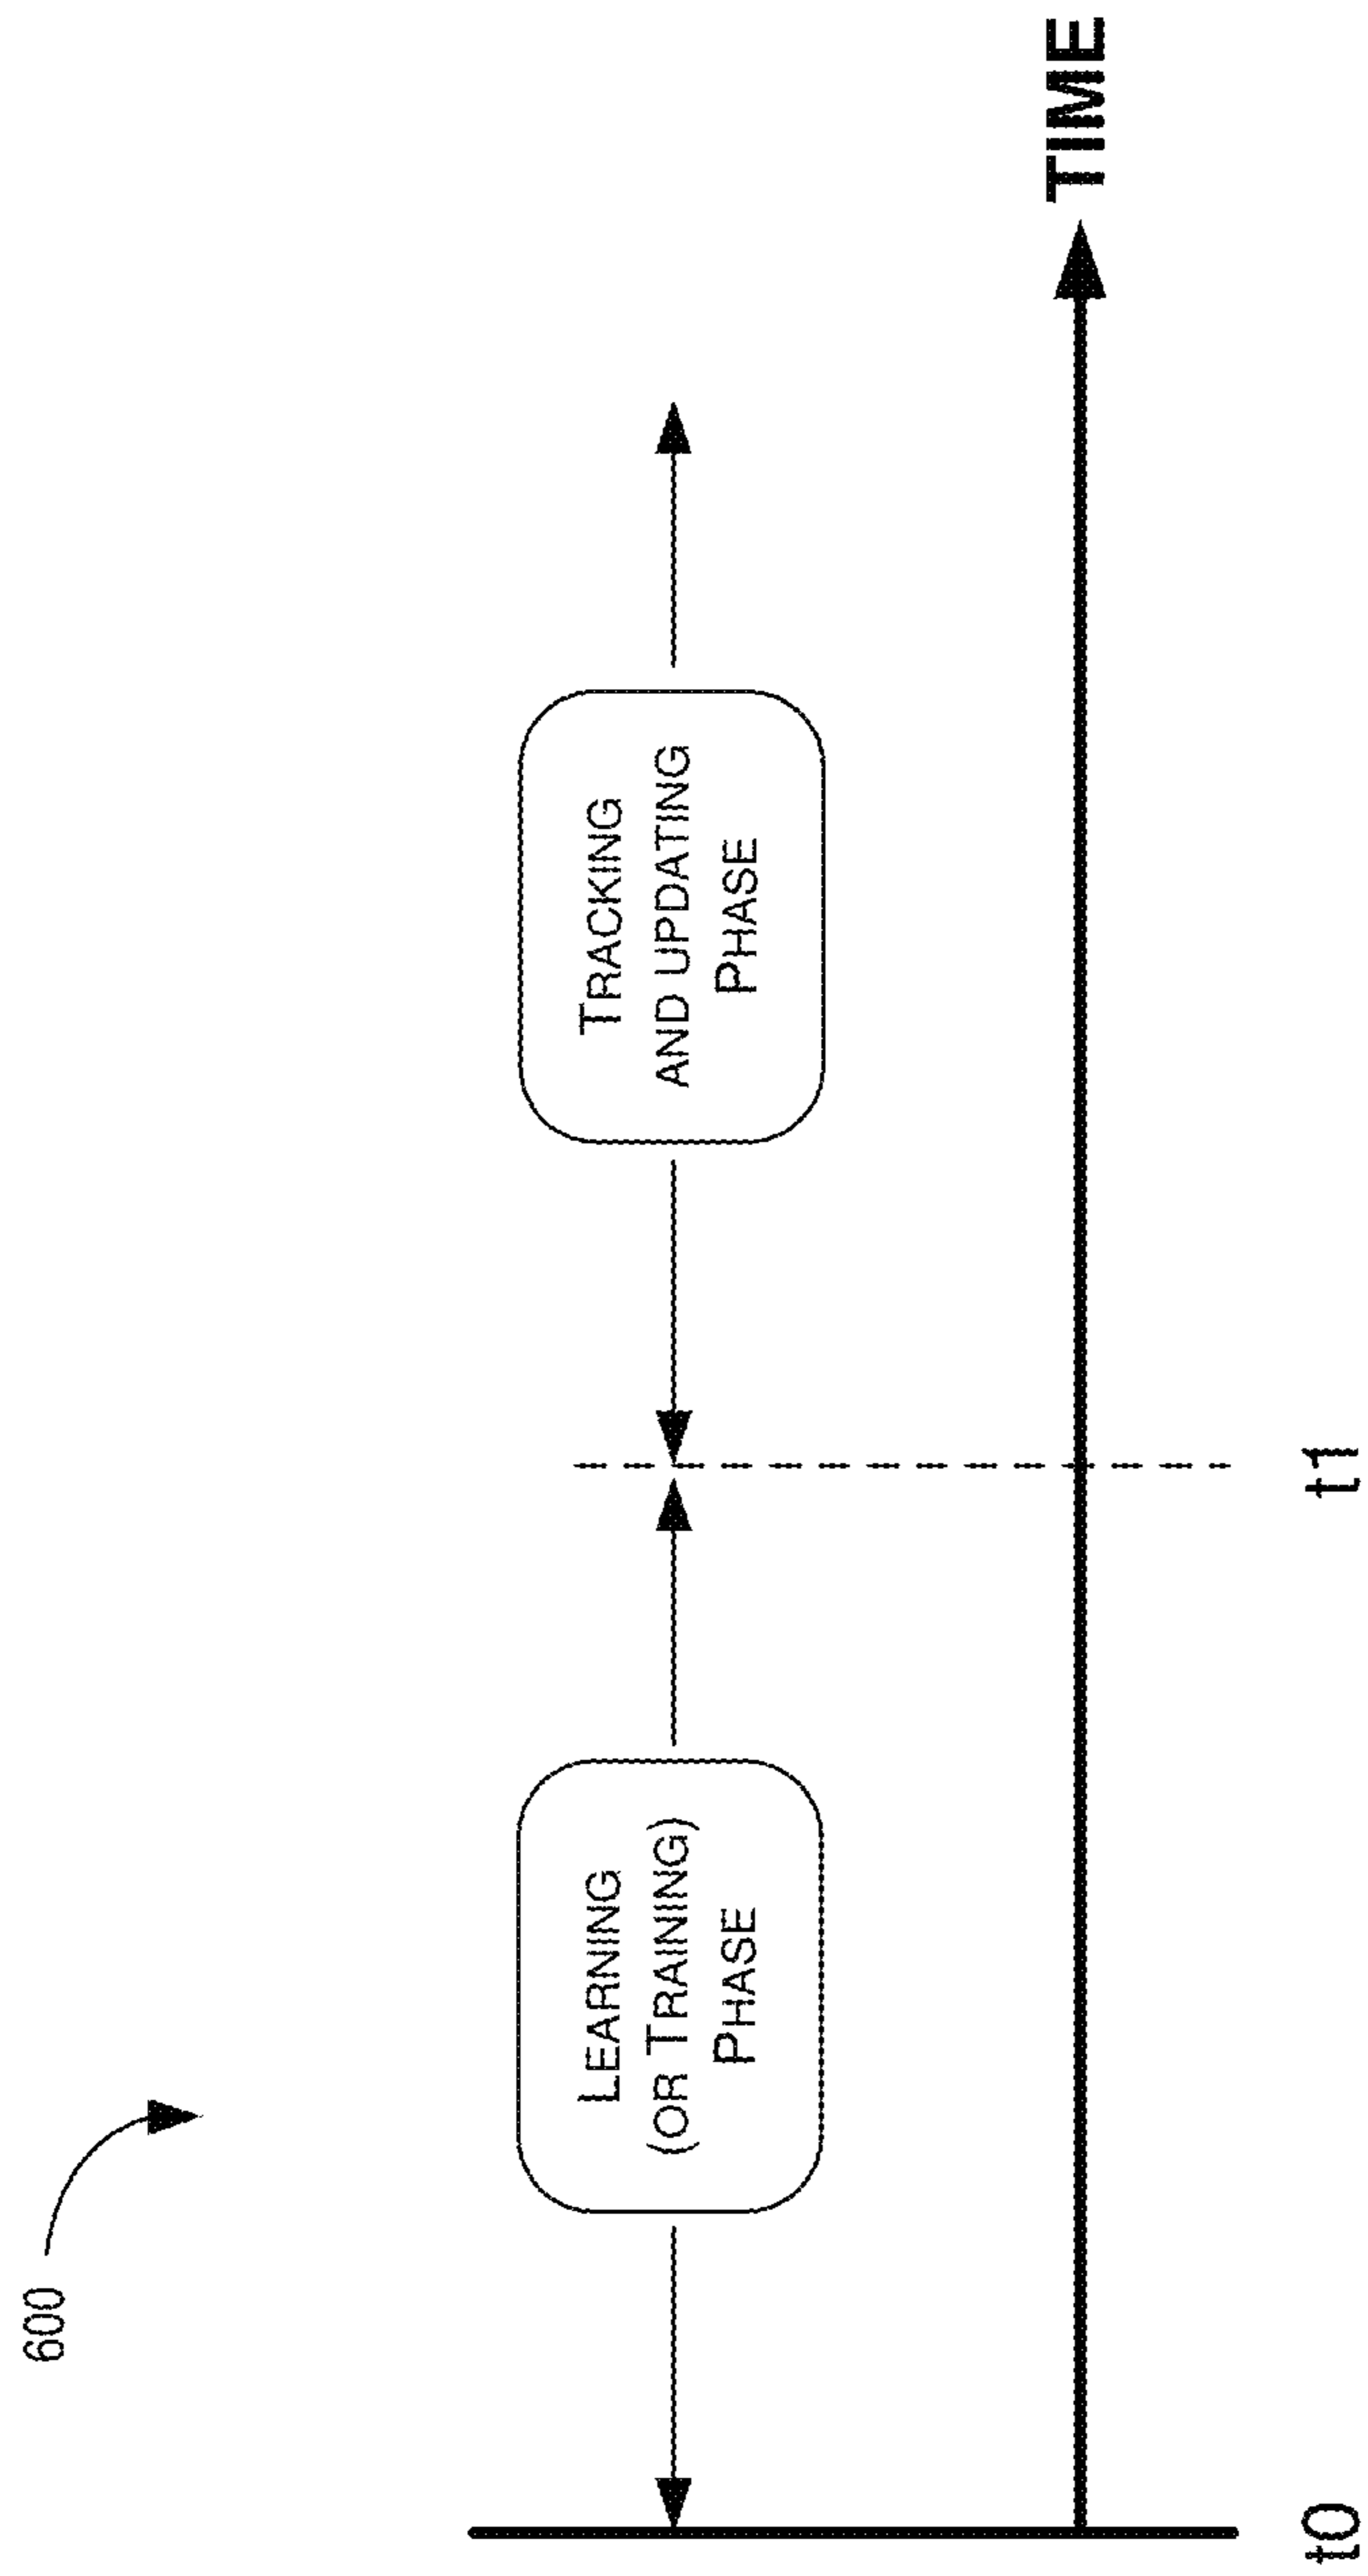 600
LEARNING
(OR TRAINING)
PHASE
TRACKING
AND UPDATING
PHASE
TIME
t0
t1